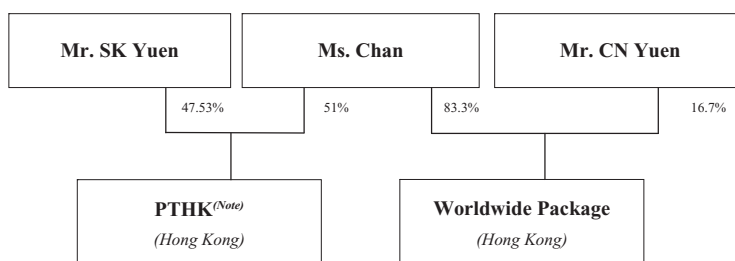 Mr. SK Yuen
Ms. Chan
Mr. CN Yuen
47.53%
51%
83.3%
16.7%
PTHK(Note)
Worldwide Package
(Hong Kong)
(Hong Kong)